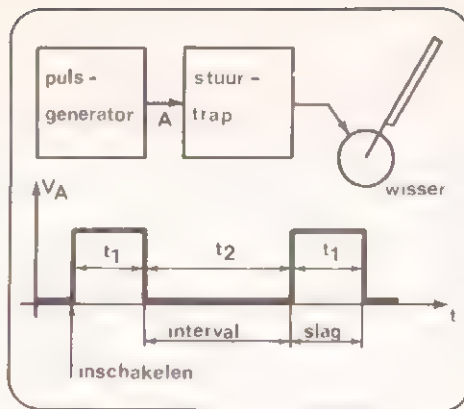 puls-
generator
A
stuur-
trap
wisser
VA
t1
t2
t1
t
interval
slag
inschakelen